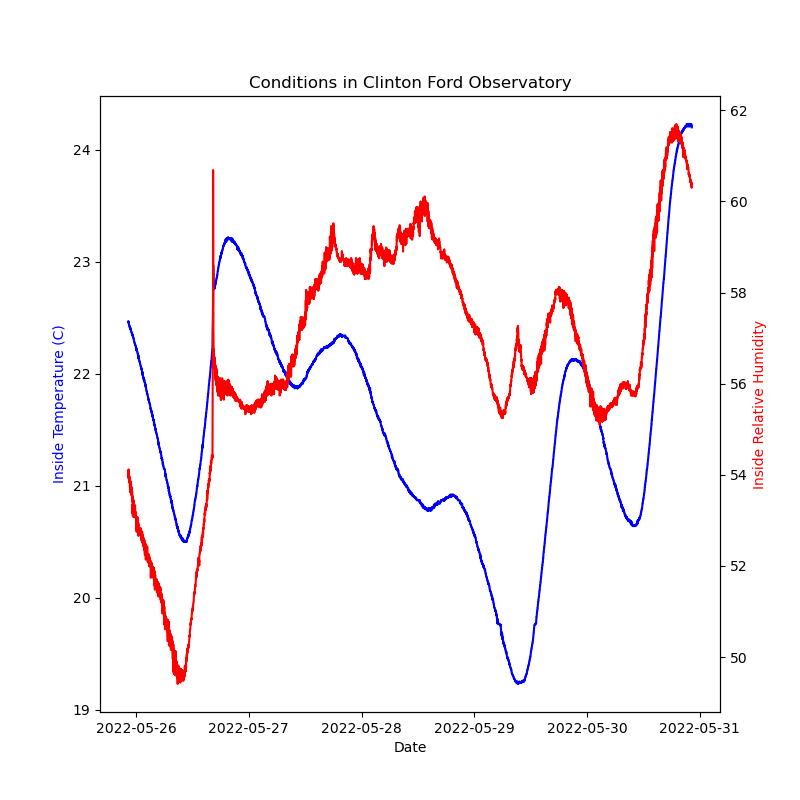 Conditions in Clinton Ford Observatory
Inside Temperature (C)
24
23
22
21
20
19
62
60
58
56
54
52
50
Inside Relative Humidity
2022-05-26 2022-05-27 2022-05-28 2022-05-29 2022-05-30 2022-05-31
Date